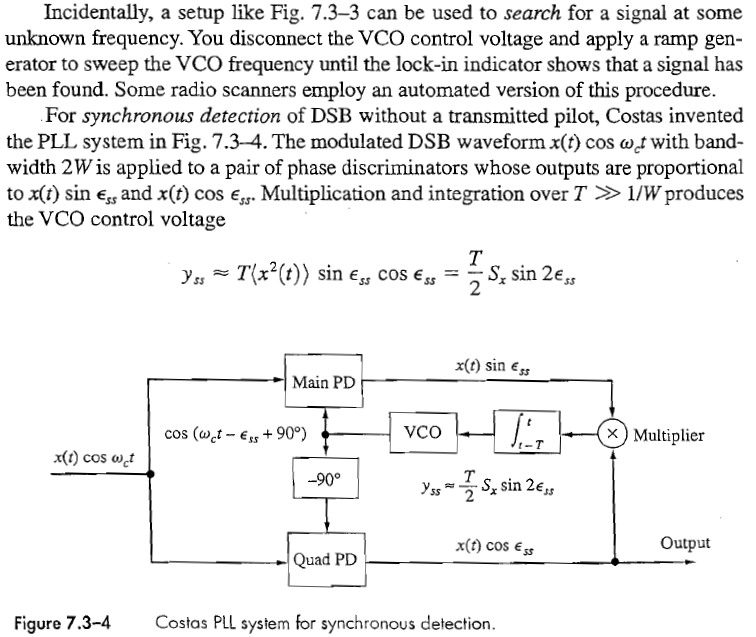 Incidentally, a setup like Fig. 7.3–3 can be used to search for a signal at some
unknown frequency. You disconnect the VCO control voltage and apply a ramp gen-
erator to sweep the VCO frequency until the lock-in indicator shows that a signal has
been found. Some radio scanners employ an automated version of this procedure.
For synchronous detection of DSB without a transmitted pilot, Costas invented
the PLL system in Fig. 7.3–4. The modulated DSB waveform x(t) cos ω_c t with band-
width 2W is applied to a pair of phase discriminators whose outputs are proportional
to x(t) sin ϵ_ss and x(t) cos ϵ_ss. Multiplication and integration over T ≫ 1/W produces
the VCO control voltage
y_ss ≈ T⟨x²(t)⟩ sin ϵ_ss cos ϵ_ss = T/2 S_x sin 2ϵ_ss
x(t) sin ϵ_ss
Main PD
cos (ω_c t − ϵ_ss + 90°)
VCO
∫_{t−T}^{t}
× Multiplier
x(t) cos ω_c t
−90°
y_ss ≈ T/2 S_x sin 2ϵ_ss
x(t) cos ϵ_ss
Output
Quad PD
Figure 7.3–4 Costas PLL system for synchronous detection.